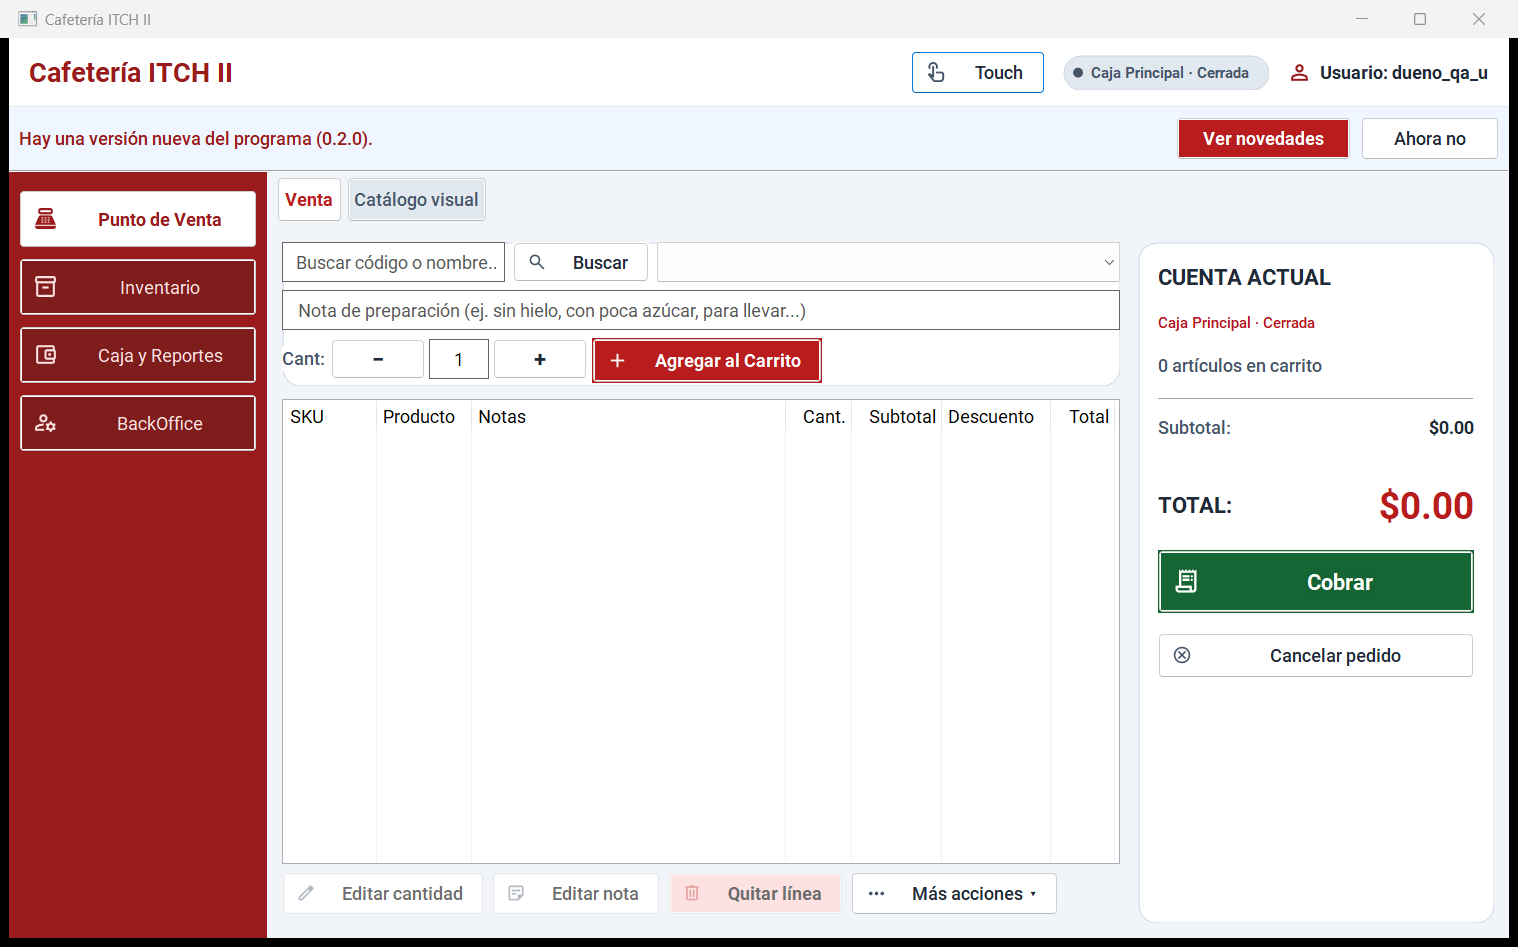 Cafetería ITCH II
Cafetería ITCH II
Touch
Caja Principal · Cerrada
Usuario: dueno_qa_u
Hay una versión nueva del programa (0.2.0).
Ver novedades
Ahora no
Punto de Venta
Inventario
Caja y Reportes
BackOffice
Venta
Catálogo visual
Buscar código o nombre..
Buscar
Nota de preparación (ej. sin hielo, con poca azúcar, para llevar...)
Cant:
−
1
+
+ Agregar al Carrito
SKU Producto Notas Cant. Subtotal Descuento Total
Editar cantidad
Editar nota
Quitar línea
Más acciones
CUENTA ACTUAL
Caja Principal · Cerrada
0 artículos en carrito
Subtotal: $0.00
TOTAL: $0.00
Cobrar
Cancelar pedido